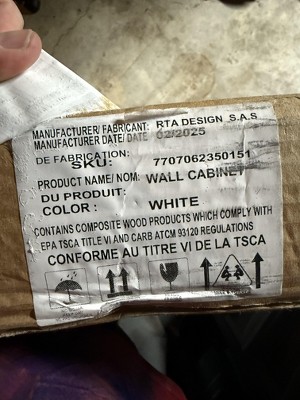 MANUFACTURER/ FABRICANT: RTA DESIGN S.A.S
MANUFACTURER DATE/ DATE 02/2025
DE FABRICATION:
SKU: 7707062350151
PRODUCT NAME/ NOM: WALL CABINET
DU PRODUIT:
COLOR : WHITE
CONTAINS COMPOSITE WOOD PRODUCTS WHICH COMPLY WITH
EPA TSCA TITLE VI AND CARB ATCM 93120 REGULATIONS
CONFORME AU TITRE VI DE LA TSCA